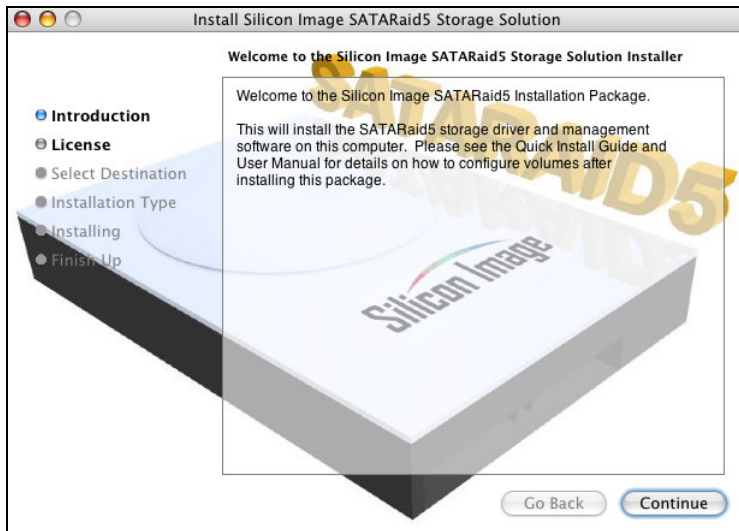 Install Silicon Image SATARaid5 Storage Solution
Welcome to the Silicon Image SATARaid5 Storage Solution Installer
Introduction
License
Select Destination
Installation Type
Installing
Finish Up
Welcome to the Silicon Image SATARaid5 Installation Package.
This will install the SATARaid5 storage driver and management
software on this computer. Please see the Quick Install Guide and
User Manual for details on how to configure volumes after
installing this package.
SATARAID5
Silicon Image
Go Back
Continue